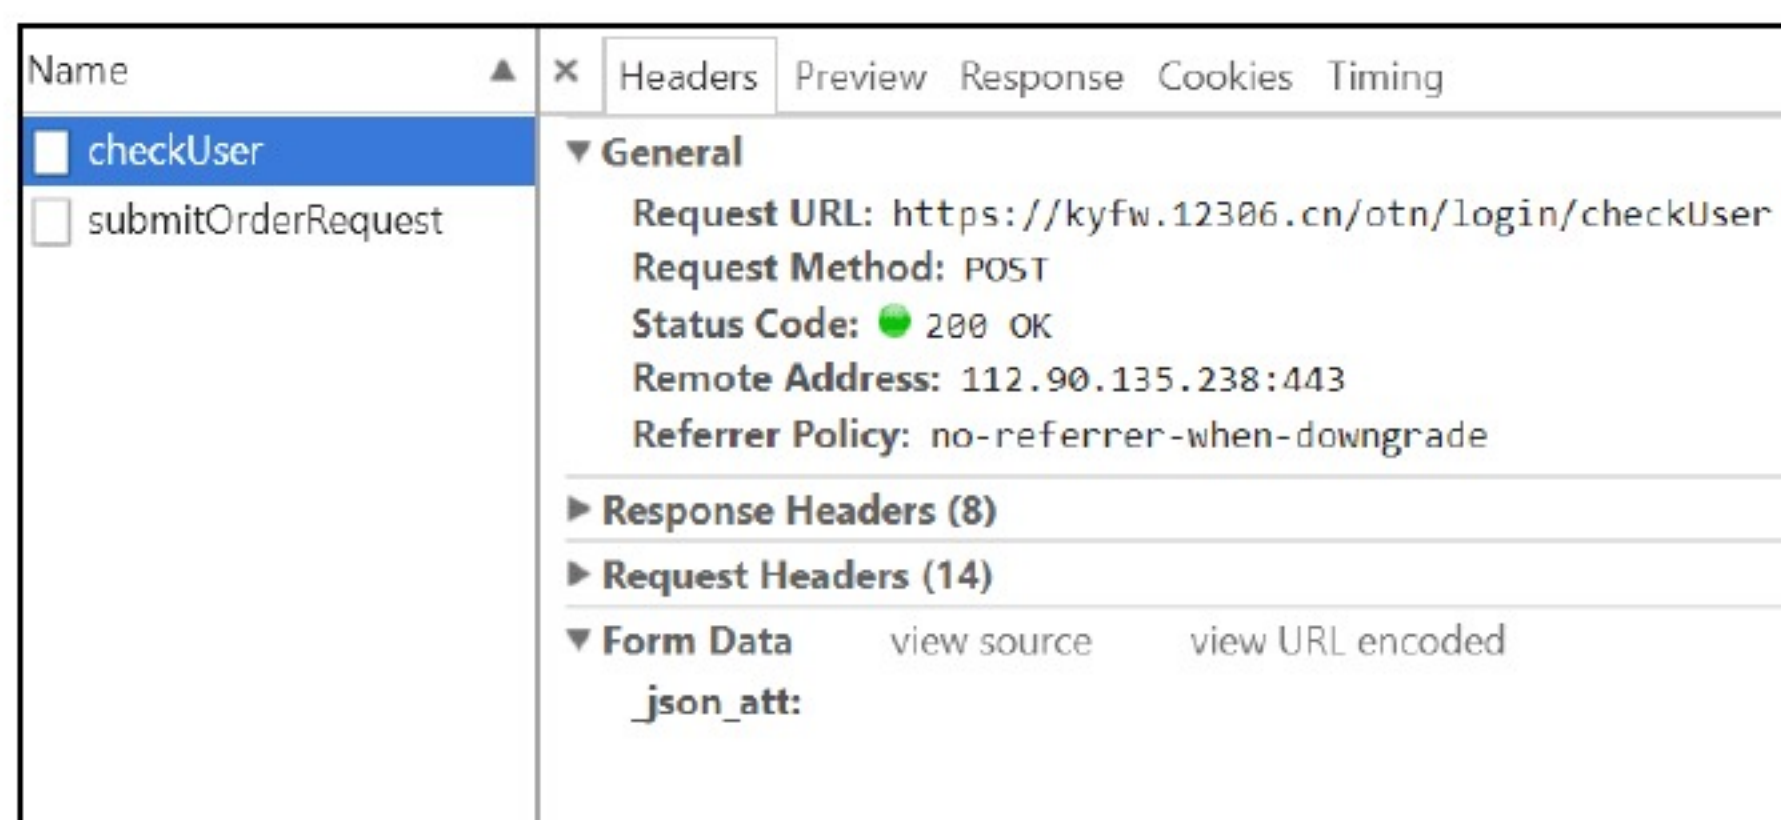 Name
checkUser
submitOrderRequest
Headers Preview Response Cookies Timing
General
Request URL: https://kyfw.12306.cn/otn/login/checkUser
Request Method: POST
Status Code: 200 OK
Remote Address: 112.90.135.238:443
Referrer Policy: no-referrer-when-downgrade
Response Headers (8)
Request Headers (14)
Form Data view source view URL encoded
_json_att: